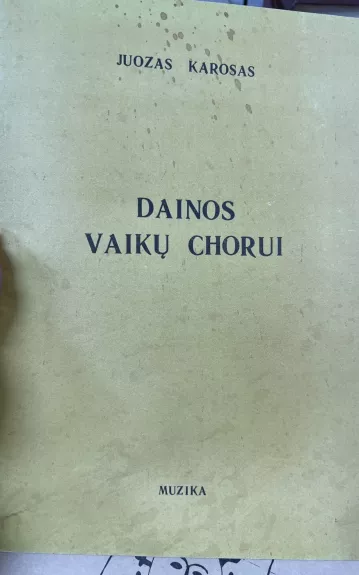 JUOZAS KAROSAS
DAINOS
VAIKŲ CHORUI
MUZIKA